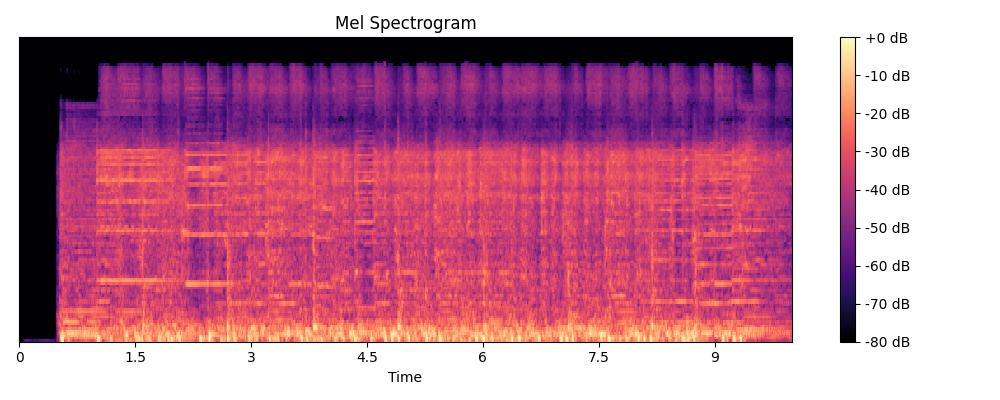 Mel Spectrogram
+0 dB
-10 dB
-20 dB
-30 dB
-40 dB
-50 dB
-60 dB
-70 dB
-80 dB
0 1.5 3 4.5 6 7.5 9
Time